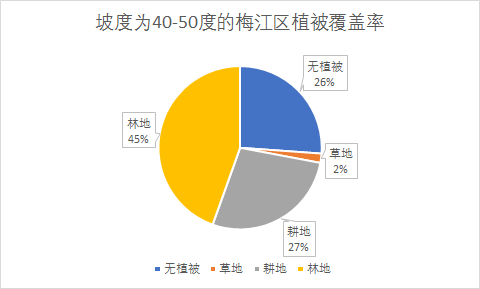 坡度为40-50度的梅江区植被覆盖率
无植被
26%
林地
45%
草地
2%
耕地
27%
无植被 草地 耕地 林地